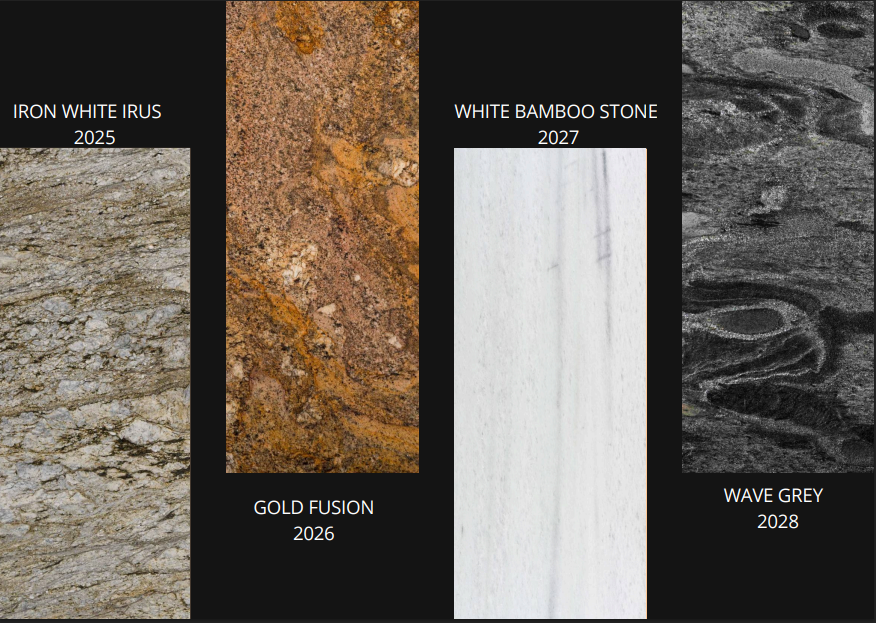 IRON WHITE IRUS
2025
GOLD FUSION
2026
WHITE BAMBOO STONE
2027
WAVE GREY
2028